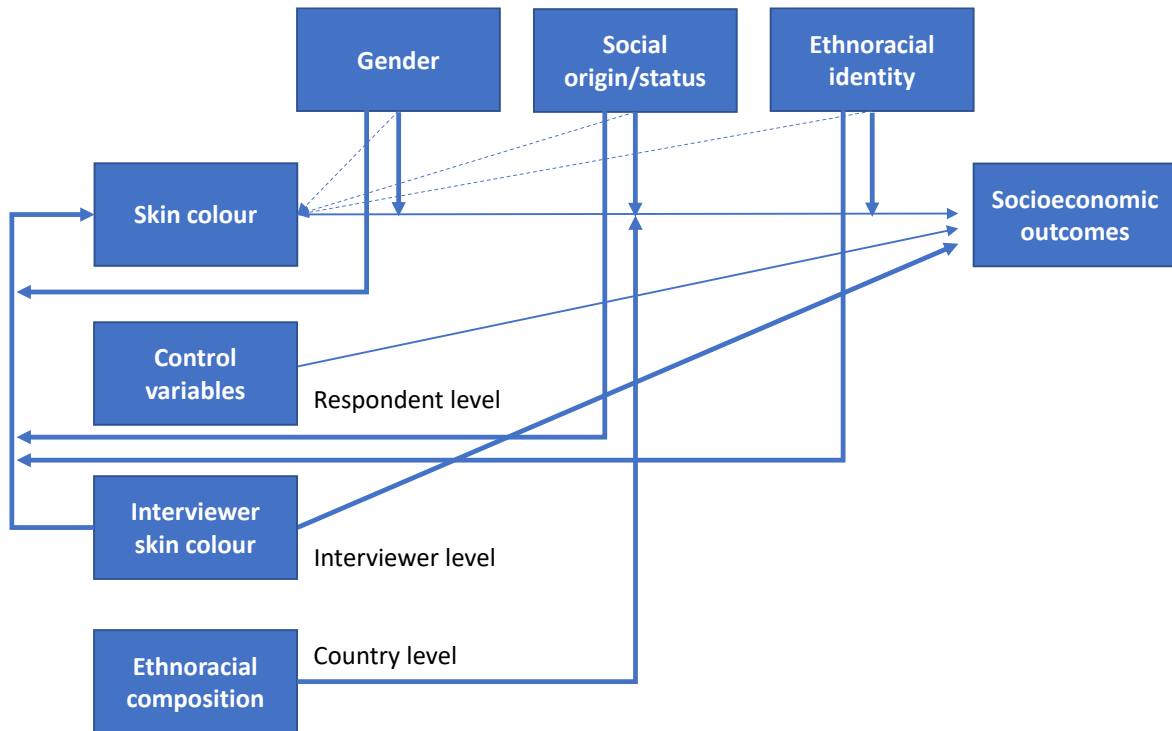 Gender
Social
origin/status
Ethnoracial
identity
Skin colour
Socioeconomic
outcomes
Control
variables
Respondent level
Interviewer
skin colour
Interviewer level
Ethnoracial
composition
Country level